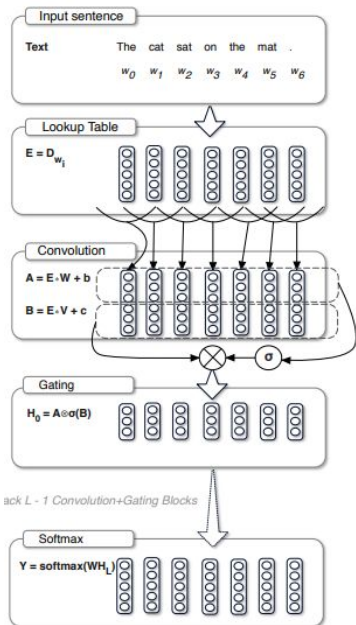 Input sentence
Text The cat sat on the mat .
w0 w1 w2 w3 w4 w5 w6
Lookup Table
E = Dwi
Convolution
A = E∗W + b
B = E∗V + c
σ
Gating
H0 = A⊗σ(B)
ack L - 1 Convolution+Gating Blocks
Softmax
Y = softmax(WHL)